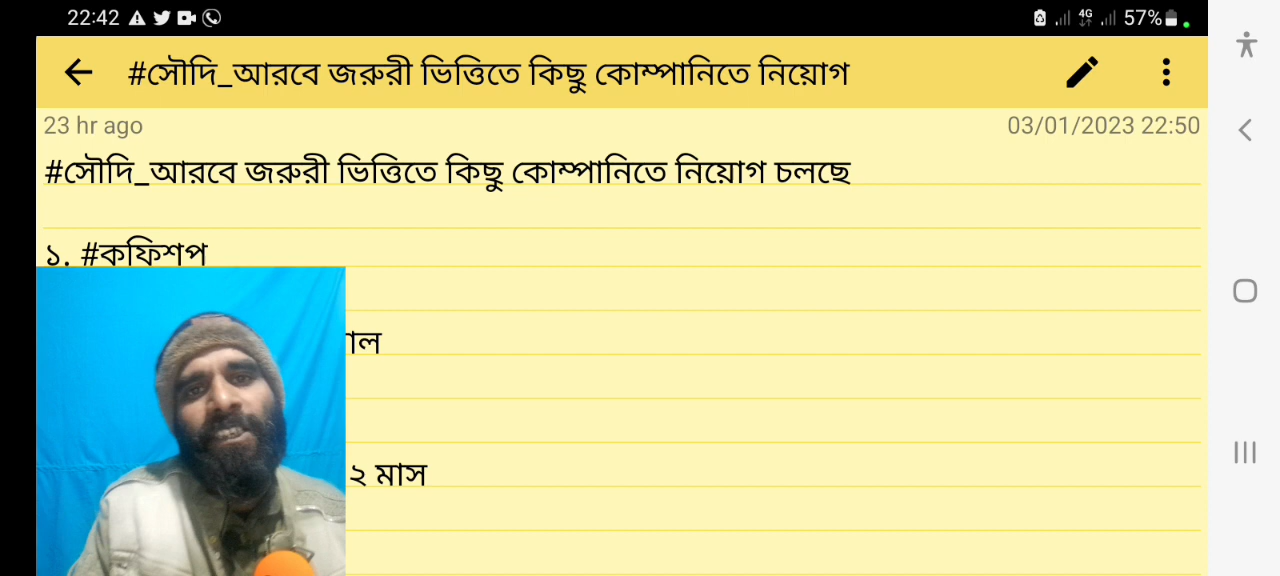 22:42
4G
57%
#সৌদি_আরবে জরুরী ভিত্তিতে কিছু কোম্পানিতে নিয়োগ
23 hr ago
03/01/2023 22:50
#সৌদি_আরবে জরুরী ভিত্তিতে কিছু কোম্পানিতে নিয়োগ চলছে
১. #কফিশপ
২ মাস